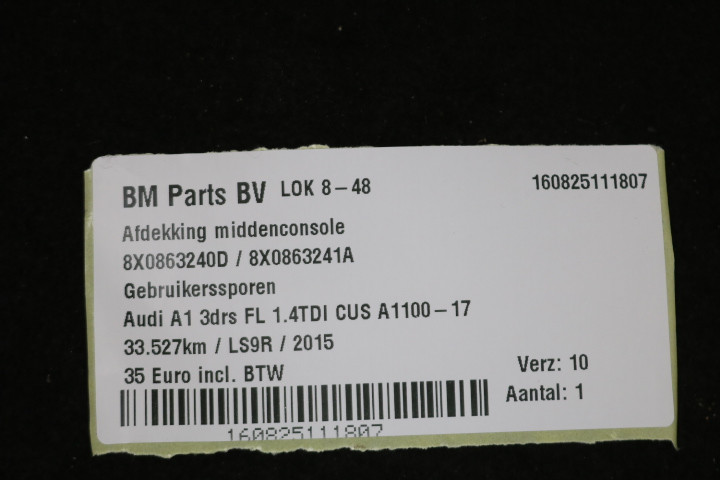 BM Parts BV LOK 8-48 160825111807
Afdekking middenconsole
8X0863240D / 8X0863241A
Gebruikerssporen
Audi A1 3drs FL 1.4TDI CUS A1100-17
33.527km / LS9R / 2015
35 Euro incl. BTW Verz: 10
Aantal: 1
160825111807